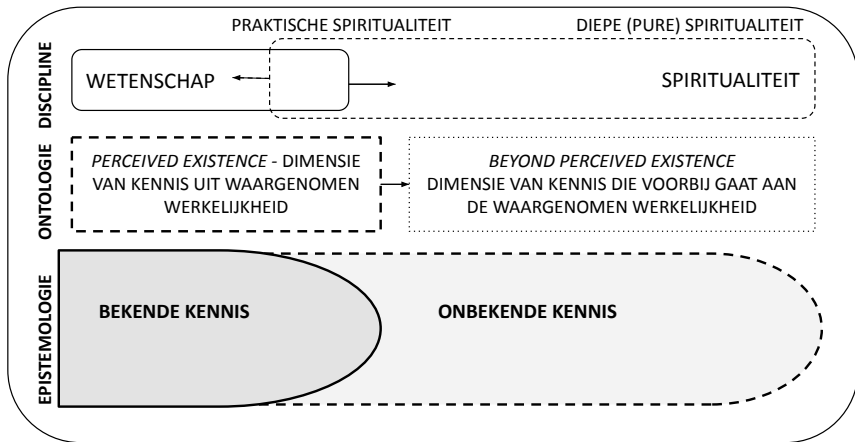 PRAKTISCHE SPIRITUALITEIT
DIEPE (PURE) SPIRITUALITEIT
DISCIPLINE
WETENSCHAP
SPIRITUALITEIT
ONTOLOGIE
PERCEIVED EXISTENCE - DIMENSIE
VAN KENNIS UIT WAARGENOMEN
WERKELIJKHEID
BEYOND PERCEIVED EXISTENCE
DIMENSIE VAN KENNIS DIE VOORBIJ GAAT AAN
DE WAARGENOMEN WERKELIJKHEID
EPISTEMOLOGIE
BEKENDE KENNIS
ONBEKENDE KENNIS